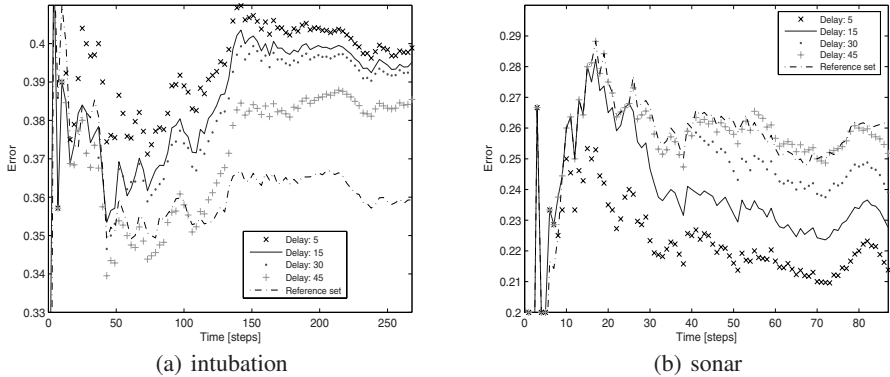 0.4
0.39
0.38
0.37
0.36
0.35
0.34
0.33
Error
0 50 100 150 200 250
Time [steps]
Delay: 5
Delay: 15
Delay: 30
Delay: 45
Reference set
(a) intubation
0.3
0.29
0.28
0.27
0.26
0.25
0.24
0.23
0.22
0.21
0.2
Error
0 10 20 30 40 50 60 70 80
Time [steps]
Delay: 5
Delay: 15
Delay: 30
Delay: 45
Reference set
(b) sonar